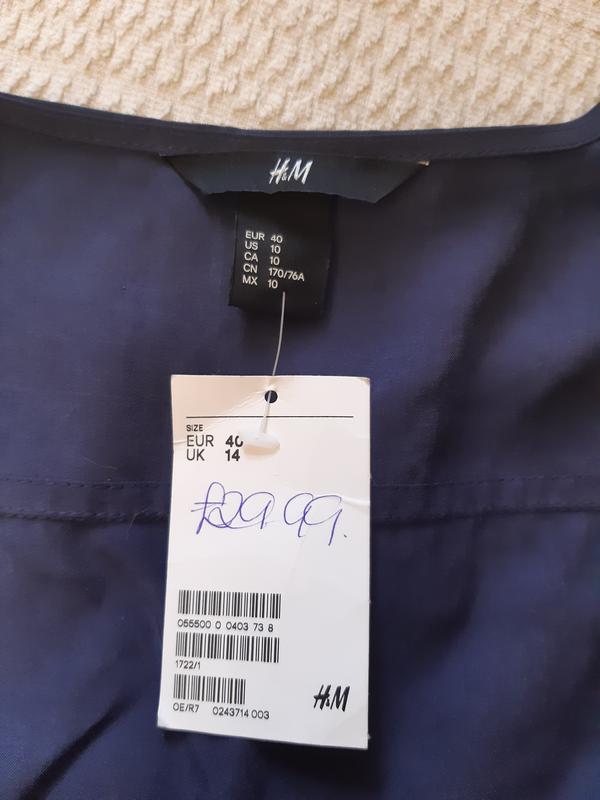 H&M
EUR 40
US 10
CA 10
CN 170/76A
MX 10
SIZE
EUR 40
UK 14
£29.99.
055500 0 0403 73 8
1722/1
OE/R7 0243714 003
H&M